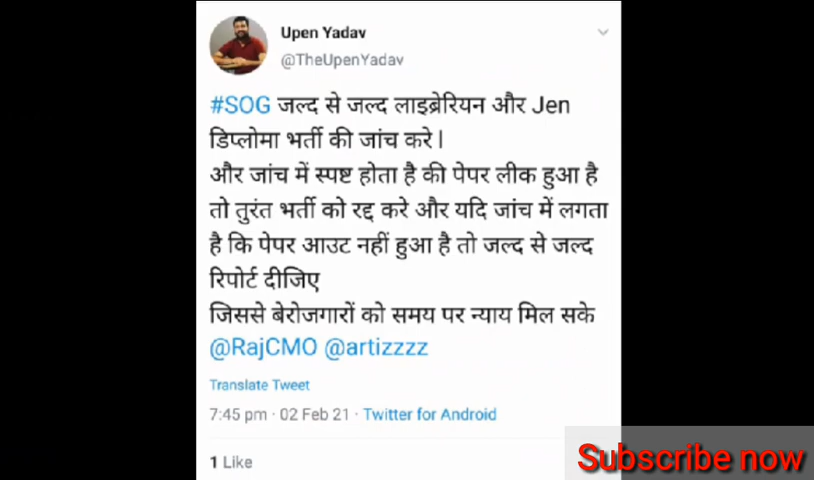 Upen Yadav
@TheUpenYadav
#SOG जल्द से जल्द लाइब्रेरियन और Jen
डिप्लोमा भर्ती की जांच करे |
और जांच में स्पष्ट होता है की पेपर लीक हुआ है
तो तुरंत भर्ती को रद्द करे और यदि जांच में लगता
है कि पेपर आउट नहीं हुआ है तो जल्द से जल्द
रिपोर्ट दीजिए
जिससे बेरोजगारों को समय पर न्याय मिल सके
@RajCMO @artizzzz
Translate Tweet
7:45 pm · 02 Feb 21 · Twitter for Android
1 Like
Subscribe now